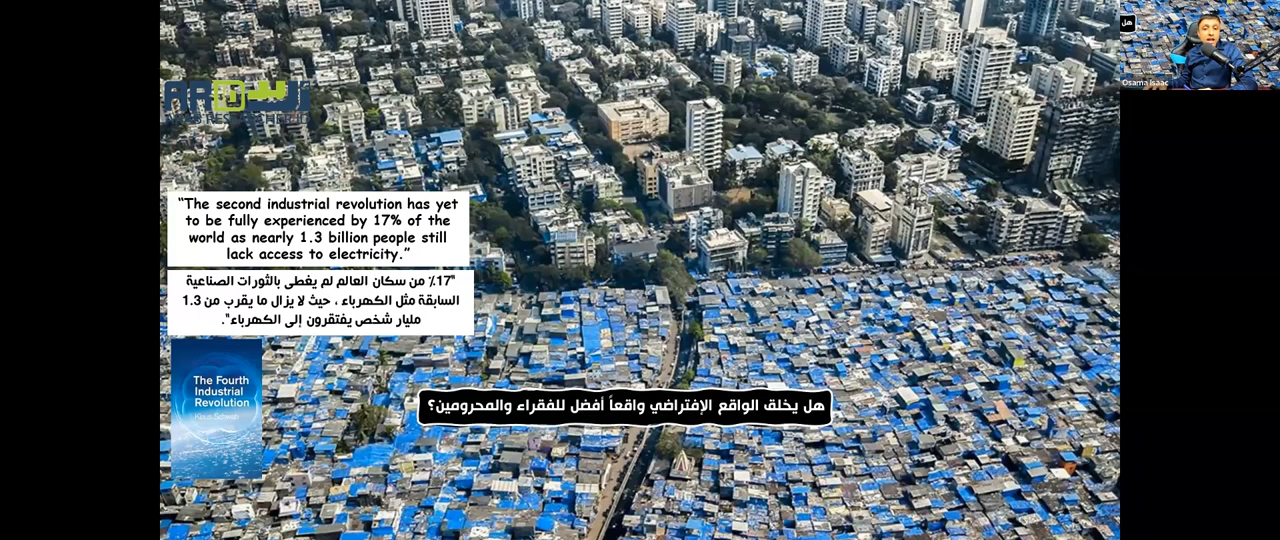 “The second industrial revolution has yet
to be fully experienced by 17% of the
world as nearly 1.3 billion people still
lack access to electricity.”
"17٪ من سكان العالم لم يغطى بالثورات الصناعية
السابقة مثل الكهرباء ، حيث لا يزال ما يقرب من 1.3
مليار شخص يفتقرون إلى الكهرباء".
The Fourth
Industrial
Revolution
Klaus Schwab
هل يخلق الواقع الإفتراضي واقعاً أفضل للفقراء والمحرومين؟
هل
Osama Isaac